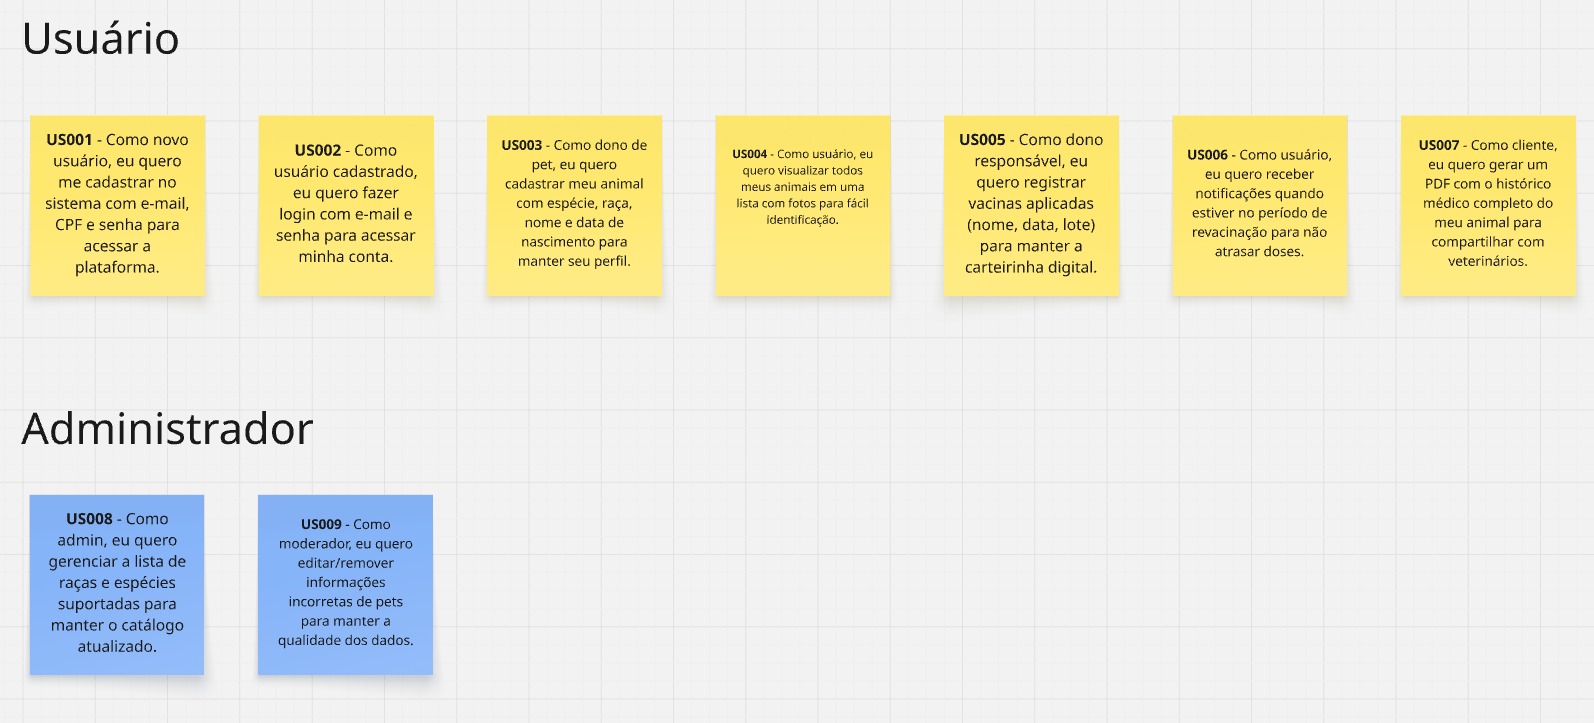 Usuário
US001 - Como novo
usuário, eu quero
me cadastrar no
sistema com e-mail,
CPF e senha para
acessar a
plataforma.
US002 - Como
usuário cadastrado,
eu quero fazer
login com e-mail e
senha para acessar
minha conta.
US003 - Como dono de
pet, eu quero
cadastrar meu animal
com espécie, raça,
nome e data de
nascimento para
manter seu perfil.
US004 - Como usuário, eu
quero visualizar todos
meus animais em uma
lista com fotos para fácil
identificação.
US005 - Como dono
responsável, eu
quero registrar
vacinas aplicadas
(nome, data, lote)
para manter a
carteirinha digital.
US006 - Como usuário,
eu quero receber
notificações quando
estiver no período de
revacinação para não
atrasar doses.
US007 - Como cliente,
eu quero gerar um
PDF com o histórico
médico completo do
meu animal para
compartilhar com
veterinários.
Administrador
US008 - Como
admin, eu quero
gerenciar a lista de
raças e espécies
suportadas para
manter o catálogo
atualizado.
US009 - Como
moderador, eu quero
editar/remover
informações
incorretas de pets
para manter a
qualidade dos dados.